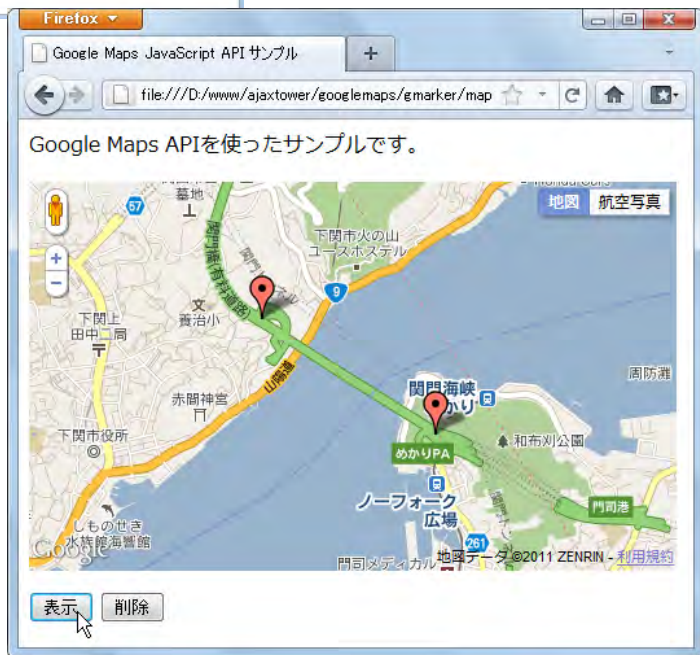 Firefox
Google Maps JavaScript API サンプル
file:///D:/www/ajaxtower/googlemaps/gmarker/map
Google Maps APIを使ったサンプルです。
墓地
57
地図
航空写真
下関市火の山
ユースホステル
関門橋(有料道路)
9
文
養治小
下関上
田中二局
山陽道
赤間神宮
関門海峡
めかり
周防灘
下関市役所
和布刈公園
めかりPA
ノーフォーク
広場
門司港
しものせき
水族館海響館
Google
261
門司メディカル
地図データ ©2011 ZENRIN - 利用規約
表示
削除